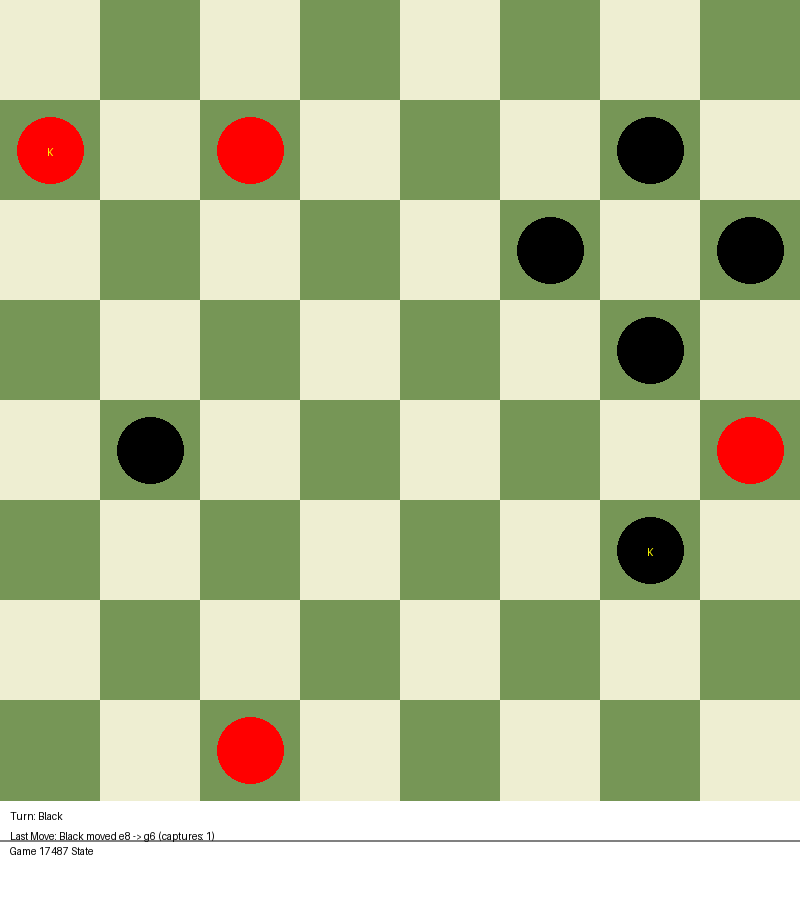 K
K
Turn: Black
Last Move: Black moved e8 -> g6 (captures: 1)
Game 17487 State